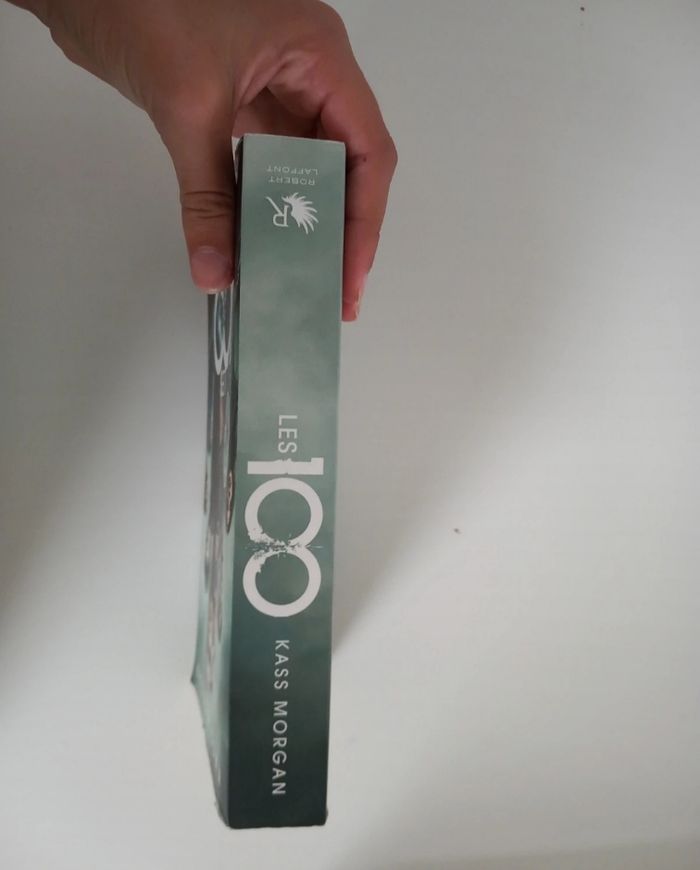 ROBERT
LAFFONT
R
LES
100
KASS MORGAN